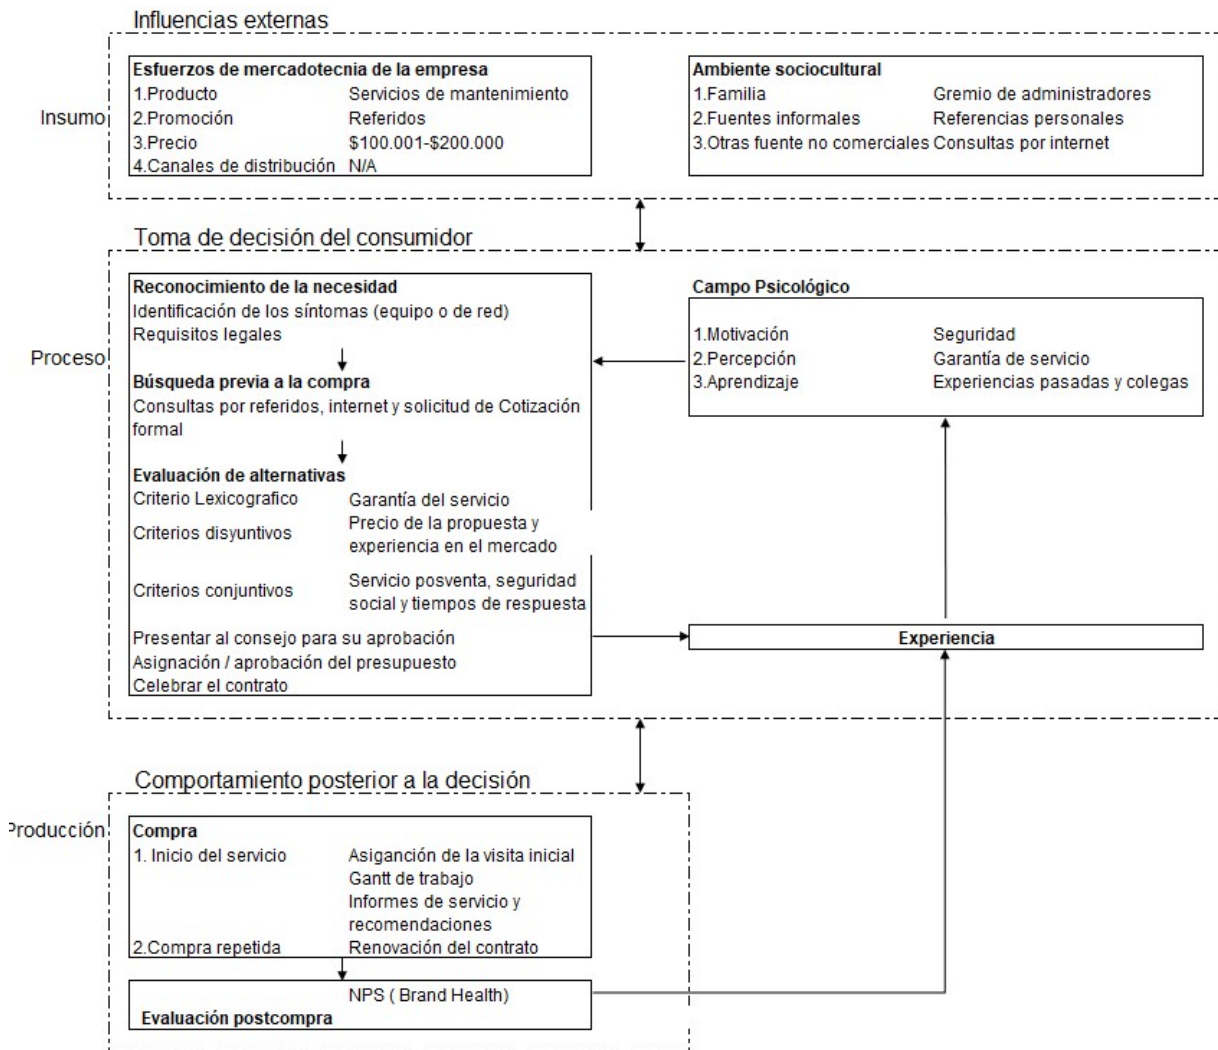 Influencias externas
Insumo
Esfuerzos de mercadotecnia de la empresa
1.Producto Servicios de mantenimiento
2.Promoción Referidos
3.Precio $100.001-$200.000
4.Canales de distribución N/A
Ambiente sociocultural
1.Familia Gremio de administradores
2.Fuentes informales Referencias personales
3.Otras fuente no comerciales Consultas por internet
Toma de decisión del consumidor
Proceso
Reconocimiento de la necesidad
Identificación de los síntomas (equipo o de red)
Requisitos legales
Búsqueda previa a la compra
Consultas por referidos, internet y solicitud de Cotización
formal
Evaluación de alternativas
Criterio Lexicografico Garantía del servicio
Criterios disyuntivos Precio de la propuesta y
experiencia en el mercado
Criterios conjuntivos Servicio posventa, seguridad
social y tiempos de respuesta
Presentar al consejo para su aprobación
Asignación / aprobación del presupuesto
Celebrar el contrato
Campo Psicológico
1.Motivación Seguridad
2.Percepción Garantía de servicio
3.Aprendizaje Experiencias pasadas y colegas
Experiencia
Comportamiento posterior a la decisión
Producción
Compra
1. Inicio del servicio Asigánción de la visita inicial
Gantt de trabajo
Informes de servicio y
recomendaciones
2.Compra repetida Renovación del contrato
NPS ( Brand Health)
Evaluación postcompra